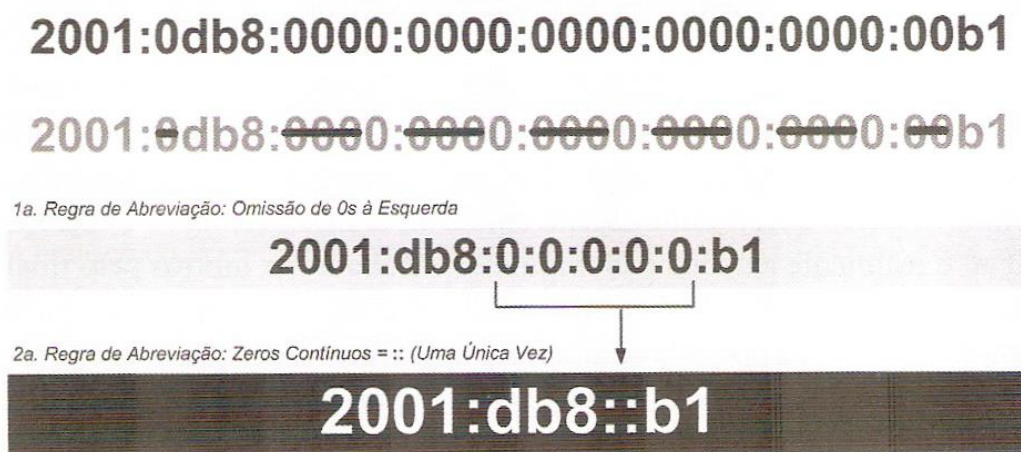 2001:0db8:0000:0000:0000:0000:0000:00b1
2001:0db8:0000:0000:0000:0000:0000:00b1
1a. Regra de Abreviação: Omissão de 0s à Esquerda
2001:db8:0:0:0:0:0:b1
2a. Regra de Abreviação: Zeros Contínuos = :: (Uma Única Vez)
2001:db8::b1